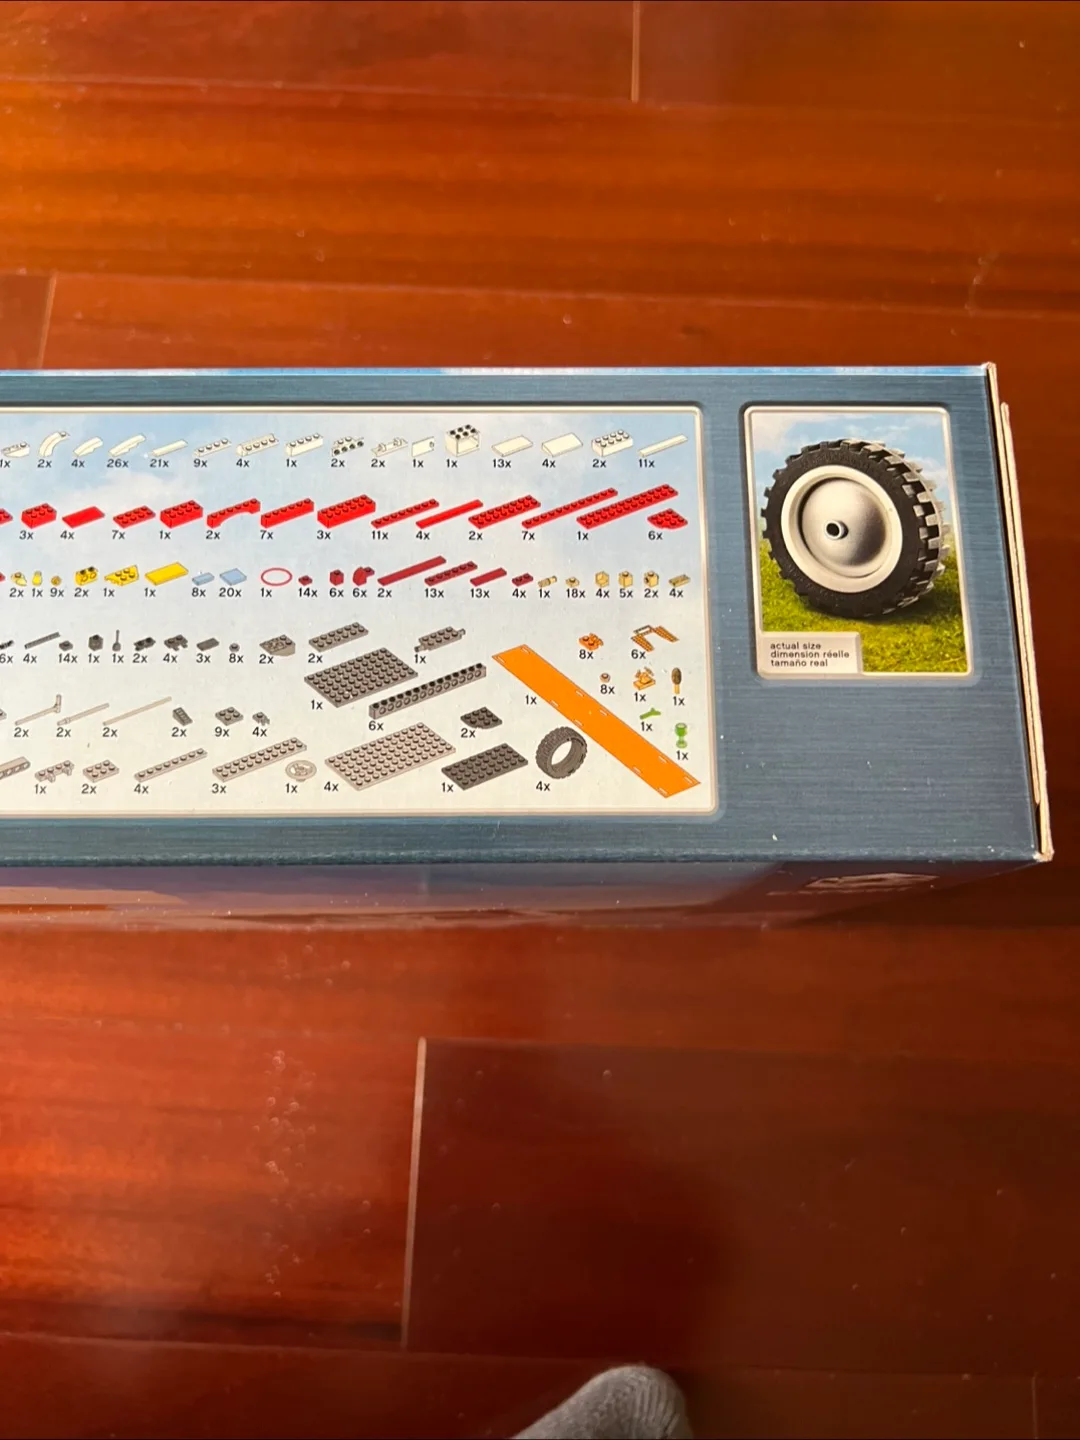 1x 2x 4x 26x 21x 9x 4x 1x 2x 2x 1x 1x 13x 4x 2x 11x
3x 4x 7x 1x 2x 7x 3x 11x 4x 2x 7x 1x 6x
2x 1x 9x 2x 1x 1x 8x 20x 1x 14x 6x 6x 2x 13x 13x 4x 1x 18x 4x 5x 2x 4x
6x 4x 14x 1x 1x 2x 4x 3x 8x 2x 2x 1x 8x 6x
1x 6x 1x 8x 1x 1x
2x 2x 2x 2x 9x 4x 2x 1x 1x
1x 2x 4x 3x 1x 4x 1x 4x
actual size
dimension réelle
tamaño real